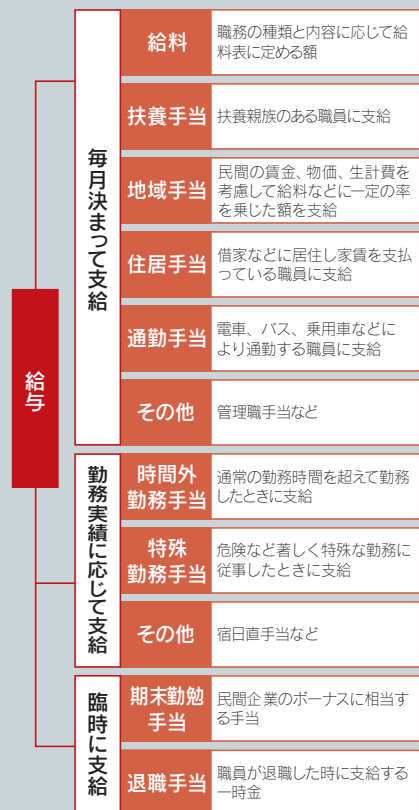 給与
毎月決まって支給
給料
職務の種類と内容に応じて給
料表に定める額
扶養手当
扶養親族のある職員に支給
地域手当
民間の賃金、物価、生計費を
考慮して給料などに一定の率
を乗じた額を支給
住居手当
借家などに居住し家賃を支払
っている職員に支給
通勤手当
電車、バス、乗用車などに
より通勤する職員に支給
その他
管理職手当など
勤務実績に応じて支給
時間外
勤務手当
通常の勤務時間を超えて勤務
したときに支給
特殊
勤務手当
危険など著しく特殊な勤務に
従事したときに支給
その他
宿日直手当など
臨時に支給
期末勤勉
手当
民間企業のボーナスに相当す
る手当
退職手当
職員が退職した時に支給する
一時金